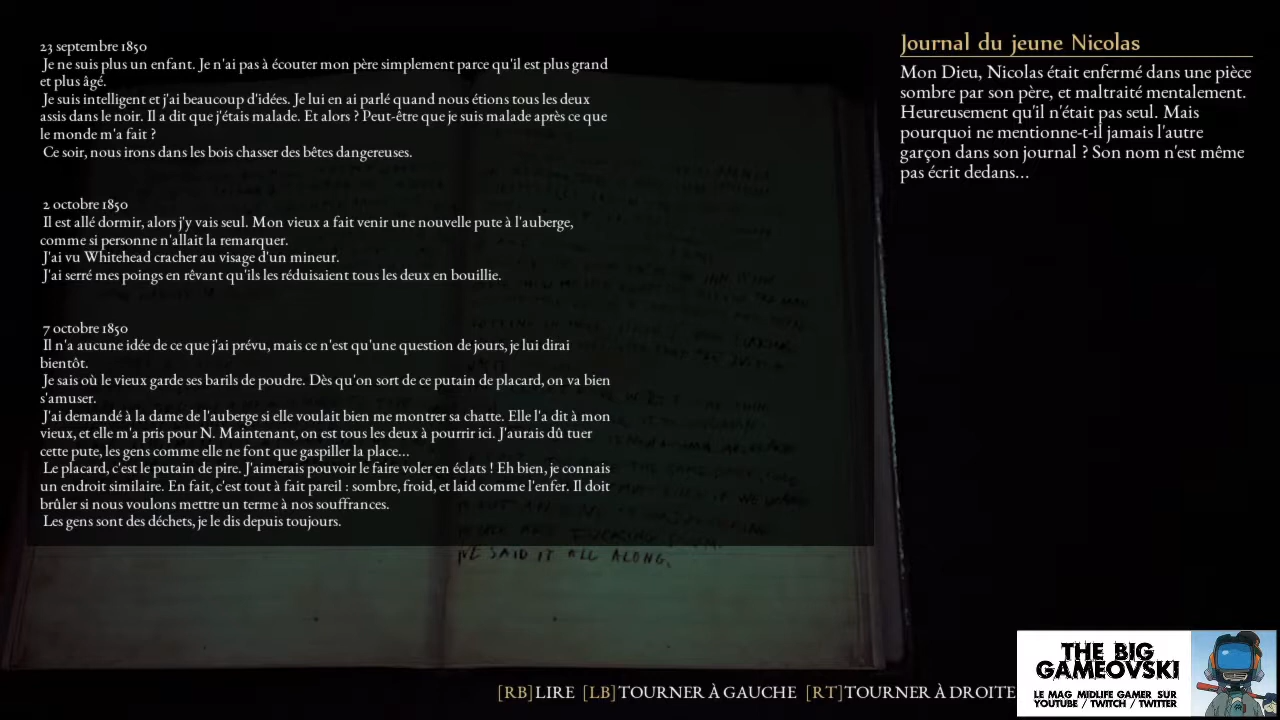 23 septembre 1850
Je ne suis plus un enfant. Je n'ai pas à écouter mon père simplement parce qu'il est plus grand
et plus âgé.
Je suis intelligent et j'ai beaucoup d'idées. Je lui en ai parlé quand nous étions tous les deux
assis dans le noir. Il a dit que j'étais malade. Et alors ? Peut-être que je suis malade après ce que
le monde m'a fait ?
Ce soir, nous irons dans les bois chasser des bêtes dangereuses.
2 octobre 1850
Il est allé dormir, alors j'y vais seul. Mon vieux a fait venir une nouvelle pute à l'auberge,
comme si personne n'allait la remarquer.
J'ai vu Whitehead cracher au visage d'un mineur.
J'ai serré mes poings en rêvant qu'ils les réduisaient tous les deux en bouillie.
7 octobre 1850
Il n'a aucune idée de ce que j'ai prévu, mais ce n'est qu'une question de jours, je lui dirai
bientôt.
Je sais où le vieux garde ses barils de poudre. Dès qu'on sort de ce putain de placard, on va bien
s'amuser.
J'ai demandé à la dame de l'auberge si elle voulait bien me montrer sa chatte. Elle l'a dit à mon
vieux, et elle m'a pris pour N. Maintenant, on est tous les deux à pourrir ici. J'aurais dû tuer
cette pute, les gens comme elle ne font que gaspiller la place...
Le placard, c'est le putain de pire. J'aimerais pouvoir le faire voler en éclats ! Eh bien, je connais
un endroit similaire. En fait, c'est tout à fait pareil : sombre, froid, et laid comme l'enfer. Il doit
brûler si nous voulons mettre un terme à nos souffrances.
Les gens sont des déchets, je le dis depuis toujours.
I'VE SAID IT ALL ALONG.
Journal du jeune Nicolas
Mon Dieu, Nicolas était enfermé dans une pièce
sombre par son père, et maltraité mentalement.
Heureusement qu'il n'était pas seul. Mais
pourquoi ne mentionne-t-il jamais l'autre
garçon dans son journal ? Son nom n'est même
pas écrit dedans...
[RB]LIRE [LB]TOURNER À GAUCHE [RT]TOURNER À DROITE
THE BIG
GAMEOVSKI
LE MAG MIDLIFE GAMER SUR
YOUTUBE / TWITCH / TWITTER